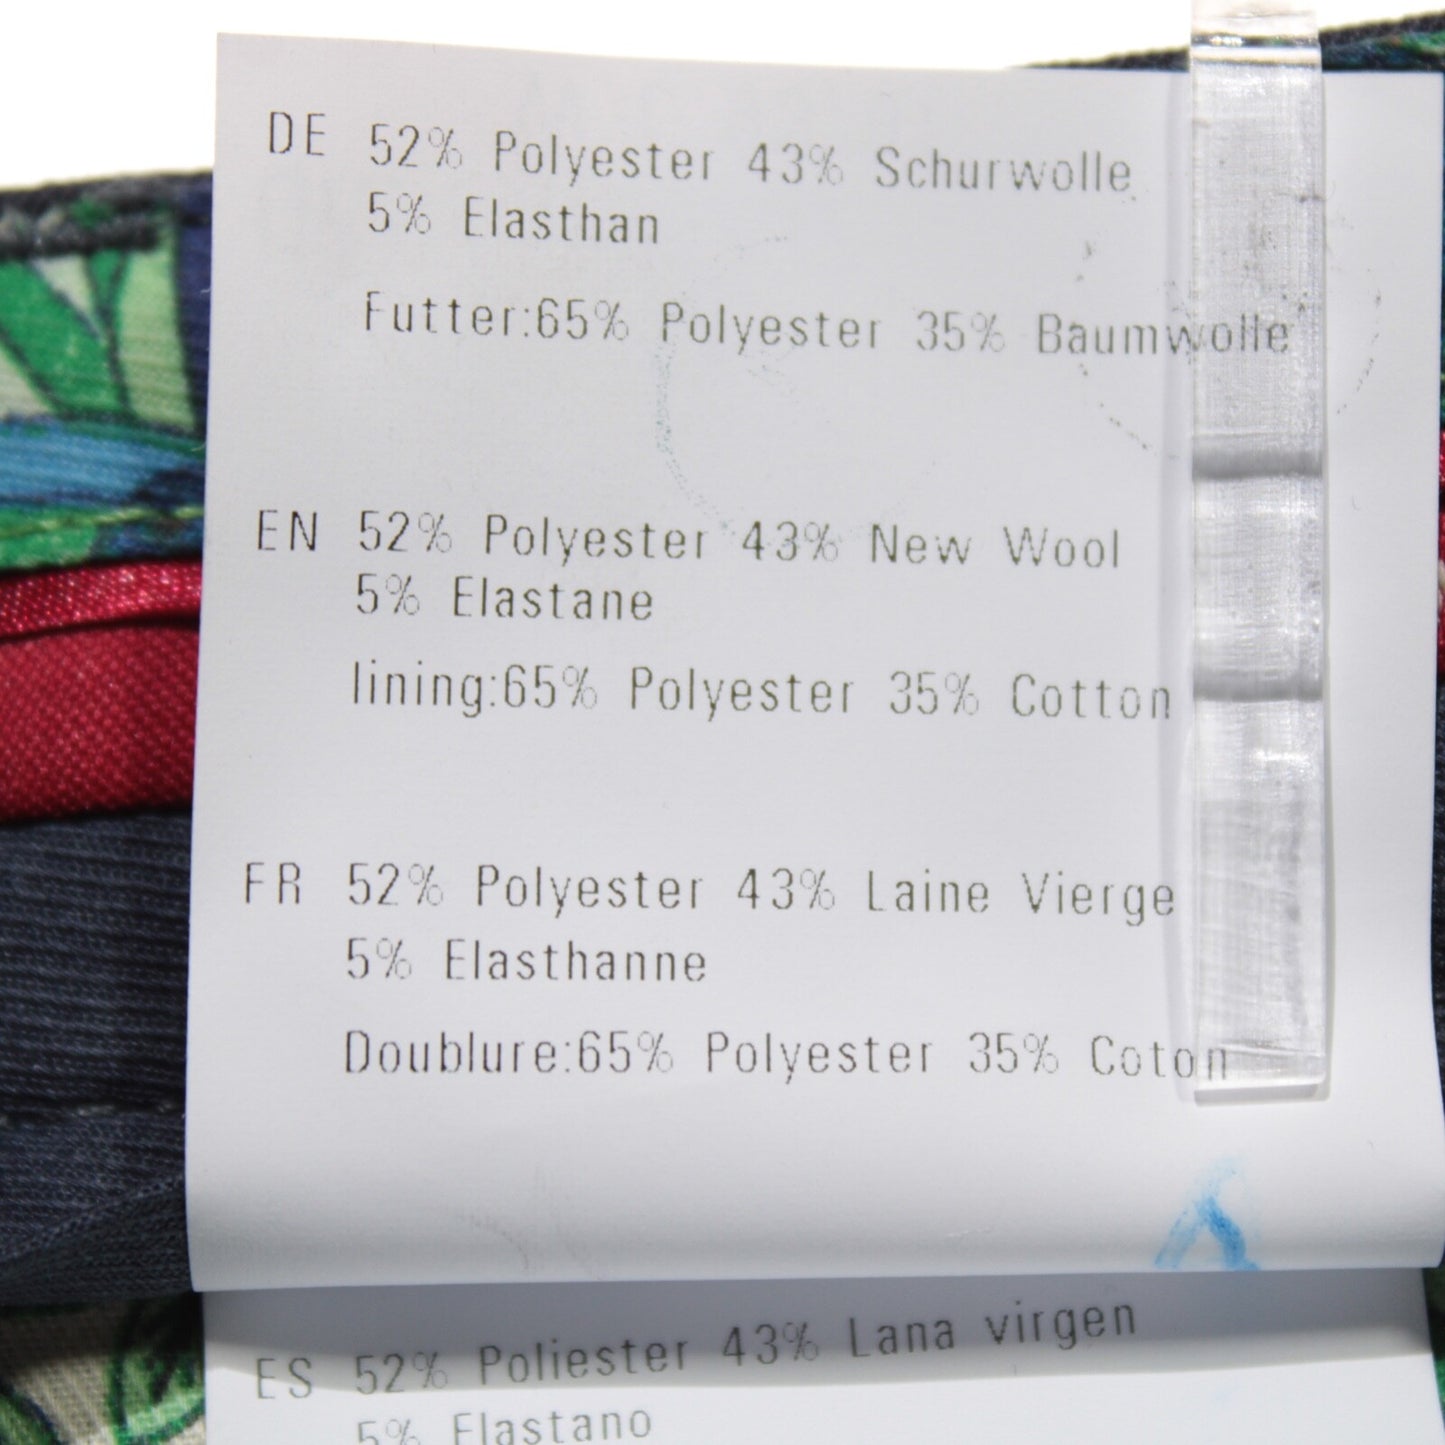 DE 52% Polyester 43% Schurwolle
5% Elasthan
Futter:65% Polyester 35% Baumwolle
EN 52% Polyester 43% New Wool
5% Elastane
lining:65% Polyester 35% Cotton
FR 52% Polyester 43% Laine Vierge
5% Elasthanne
Doublure:65% Polyester 35% Coton
ES 52% Poliester 43% Lana virgen
5% Elastano